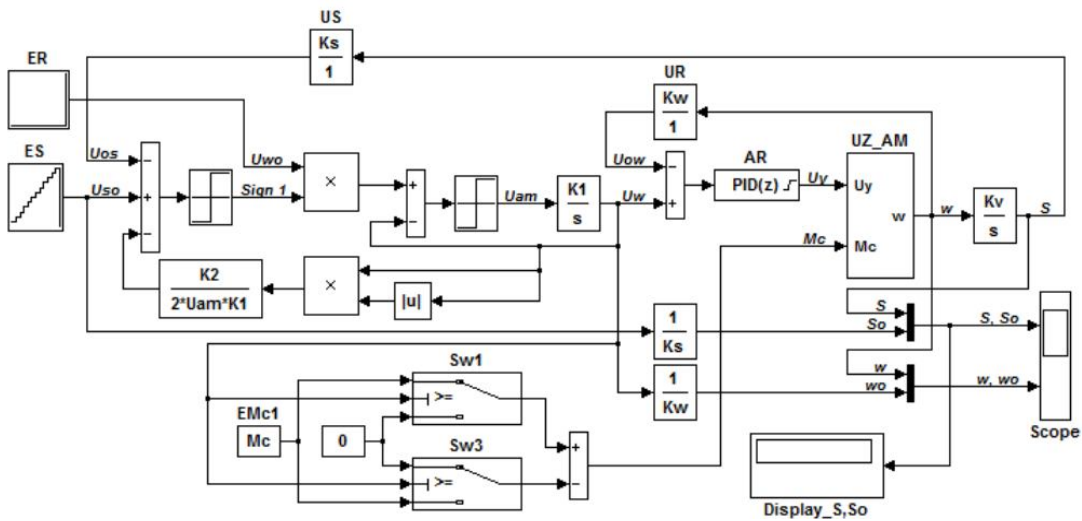 US
Ks
1
ER
UR
Kw
1
UZ_AM
ES
Uos
Uwo
Uow
AR
Uso
Sign 1
×
Uam
K1
s
Uw
PID(z)
Uy
Uy
w
Mc
w
Kv
s
S
Mc
K2
2*Uam*K1
×
|u|
1
Ks
S
So
S, So
Sw1
1
Kw
w
wo
w, wo
>=
EMc1
Mc
0
Sw3
>=
Scope
Display_S,So